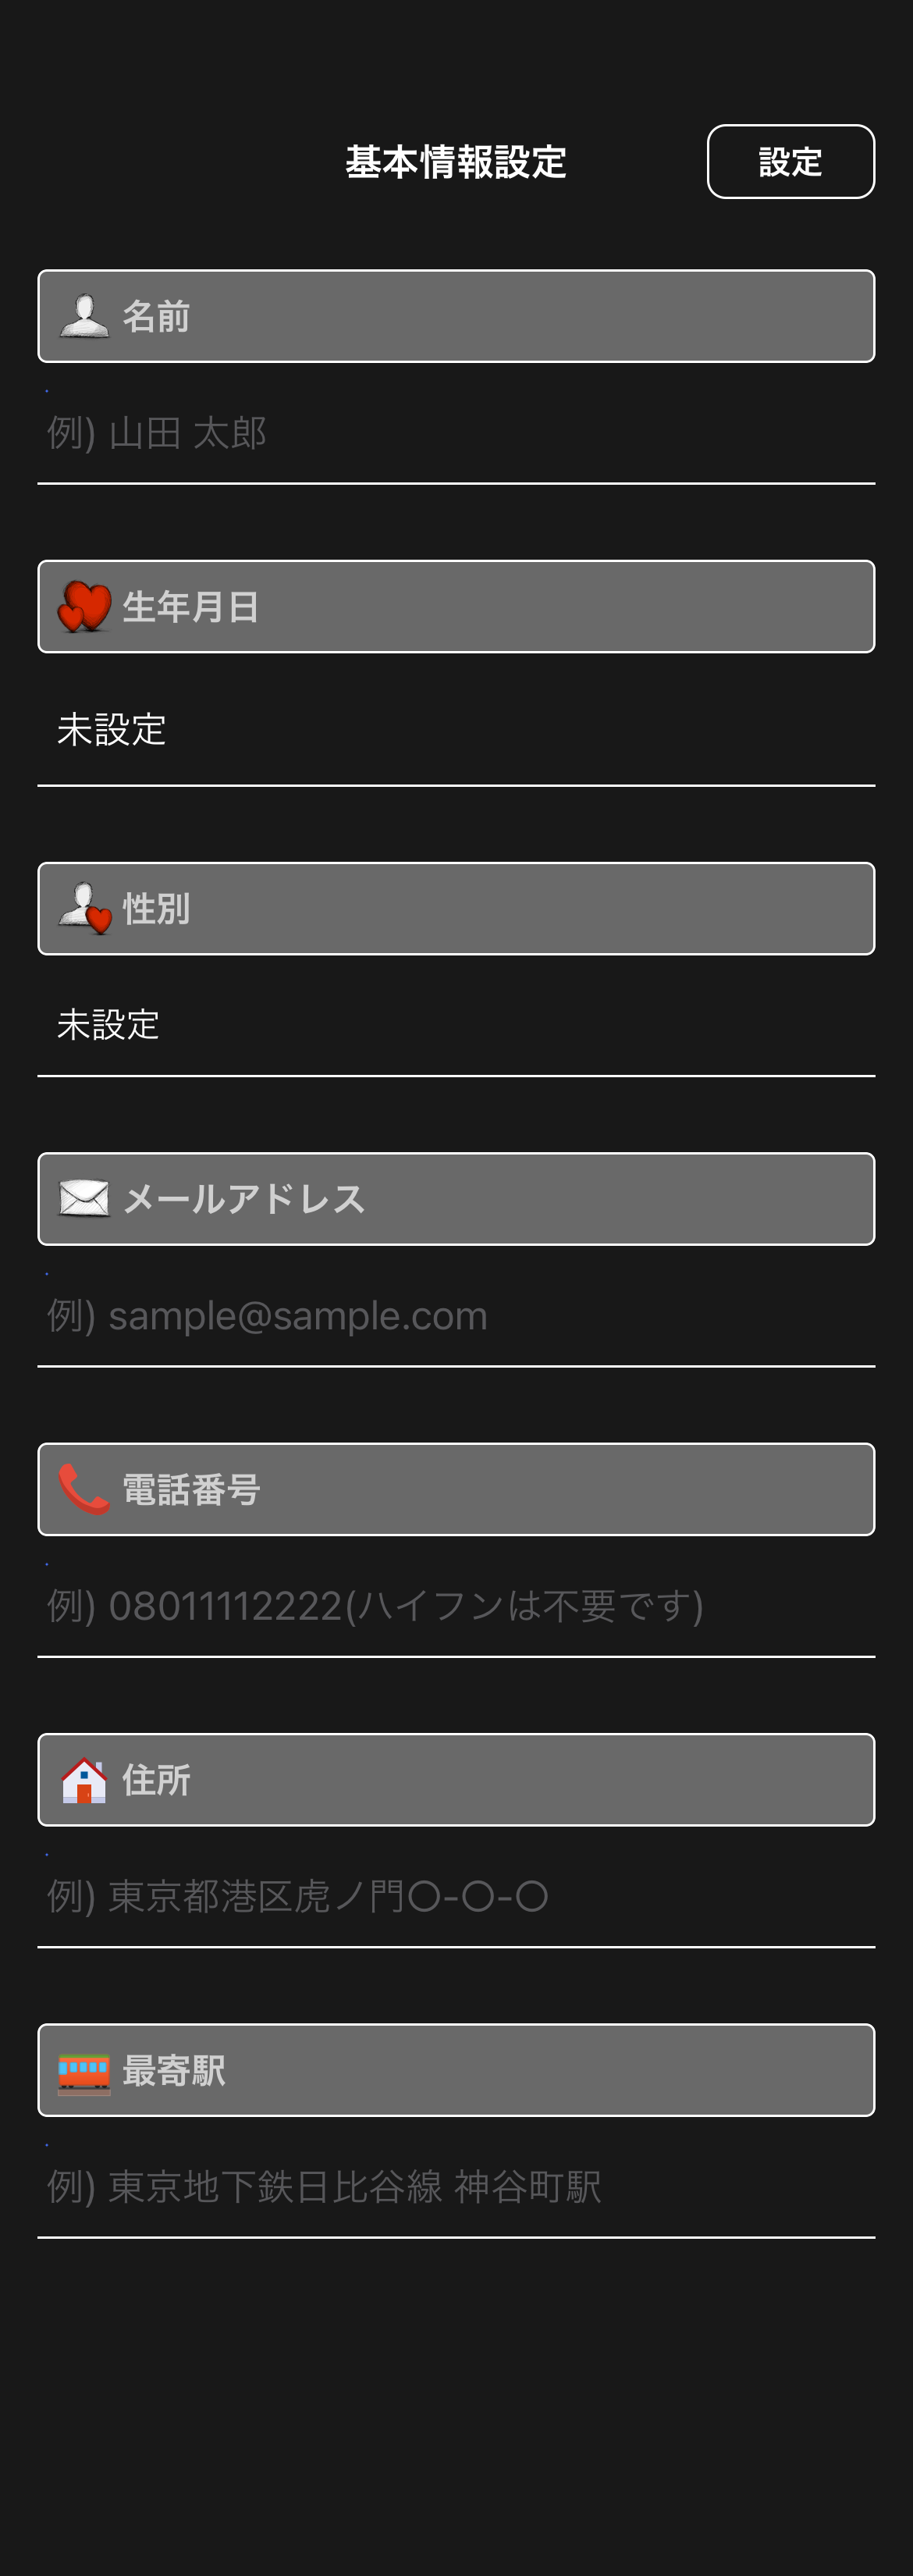 基本情報設定
設定
名前
例) 山田 太郎
生年月日
未設定
性別
未設定
メールアドレス
例) sample@sample.com
電話番号
例) 08011112222(ハイフンは不要です)
住所
例) 東京都港区虎ノ門〇-〇-〇
最寄駅
例) 東京地下鉄日比谷線 神谷町駅